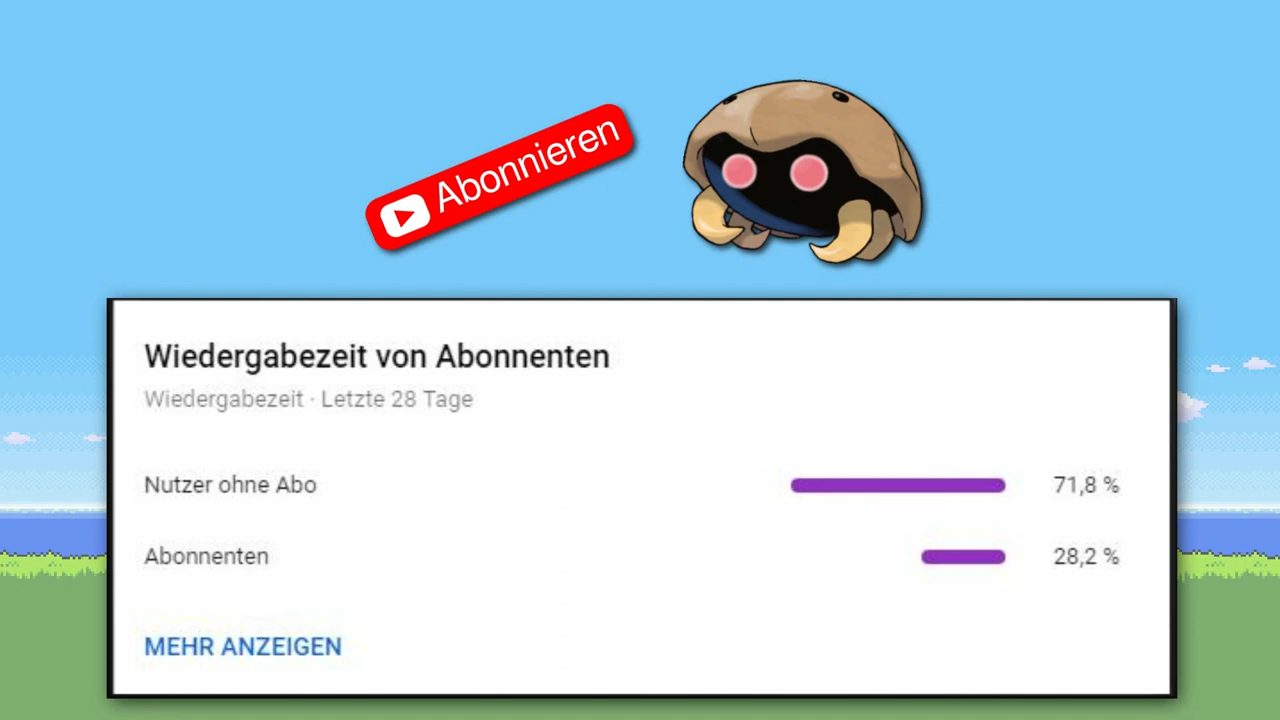 Abonnieren
Wiedergabezeit von Abonnenten
Wiedergabezeit · Letzte 28 Tage
Nutzer ohne Abo 71,8 %
Abonnenten 28,2 %
MEHR ANZEIGEN